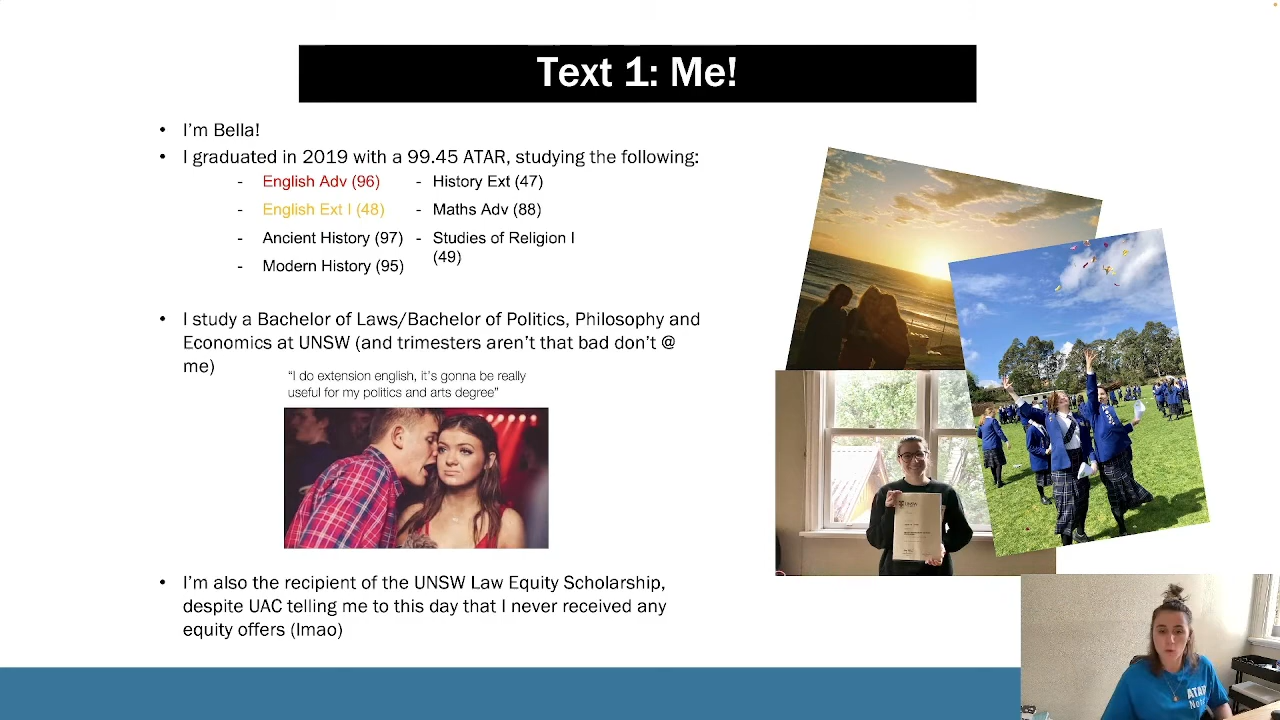 Text 1: Me!
• I'm Bella!
• I graduated in 2019 with a 99.45 ATAR, studying the following:
- English Adv (96)
- English Ext I (48)
- Ancient History (97)
- Modern History (95)
- History Ext (47)
- Maths Adv (88)
- Studies of Religion I
(49)
• I study a Bachelor of Laws/Bachelor of Politics, Philosophy and
Economics at UNSW (and trimesters aren't that bad don't @
me)
"I do extension english, it's gonna be really
useful for my politics and arts degree"
• I'm also the recipient of the UNSW Law Equity Scholarship,
despite UAC telling me to this day that I never received any
equity offers (lmao)
UNSW
ATAR
Notes